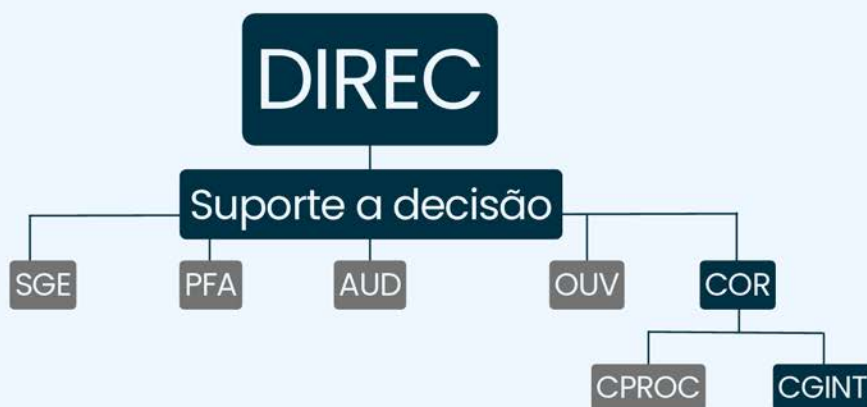 DIREC
Suporte a decisão
SGE
PFA
AUD
OUV
COR
CPROC
CGINT